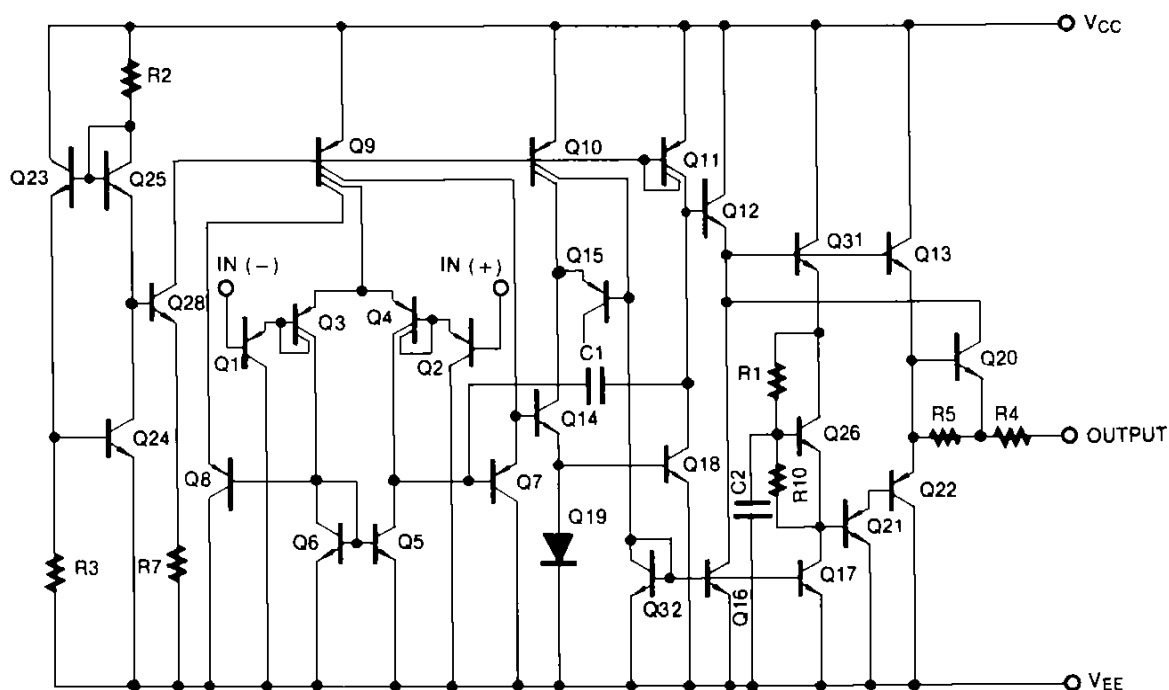 VCC
R2
Q9
Q10
Q11
Q23
Q25
Q12
Q31
Q13
IN (-)
IN (+)
Q15
Q28
Q3
Q4
Q1
Q2
C1
R1
Q20
Q14
R5
R4
OUTPUT
Q24
Q26
Q8
Q7
Q18
C2
R10
Q22
Q19
Q21
Q6
Q5
R3
R7
Q32
Q16
Q17
VEE